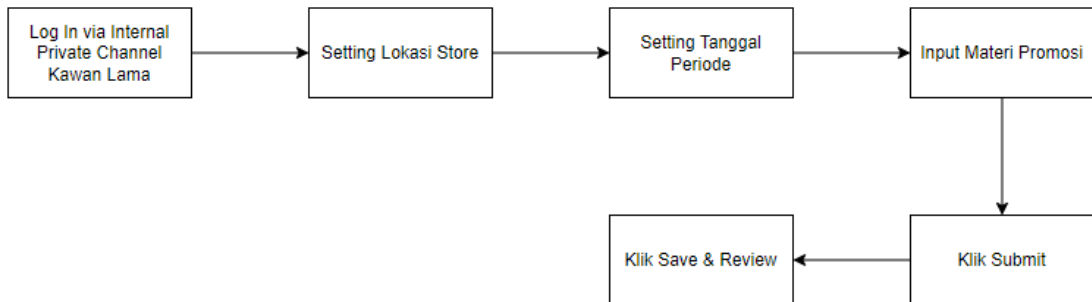 Log In via Internal
Private Channel
Kawan Lama
Setting Lokasi Store
Setting Tanggal
Periode
Input Materi Promosi
Klik Submit
Klik Save & Review